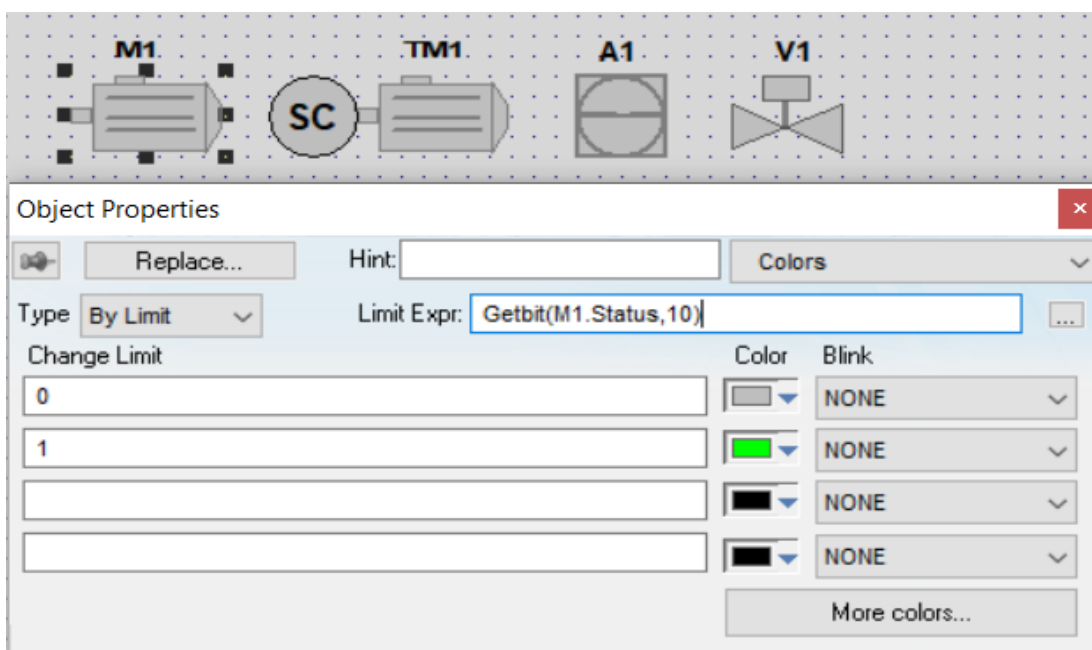 M1 TM1 A1 V1
SC
Object Properties
Replace... Hint: Colors
Type By Limit Limit Expr: Getbit(M1.Status,10) ...
Change Limit Color Blink
0 NONE
1 NONE
NONE
NONE
More colors...